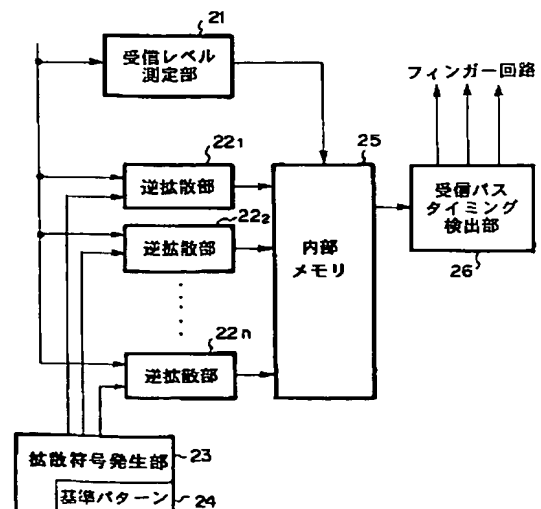 21
受信レベル
測定部
フィンガー回路
22₁
25
逆拡散部
受信パス
タイミング
検出部
22₂
逆拡散部
内部
メモリ
26
22n
逆拡散部
拡散符号発生部
23
基準パターン
24